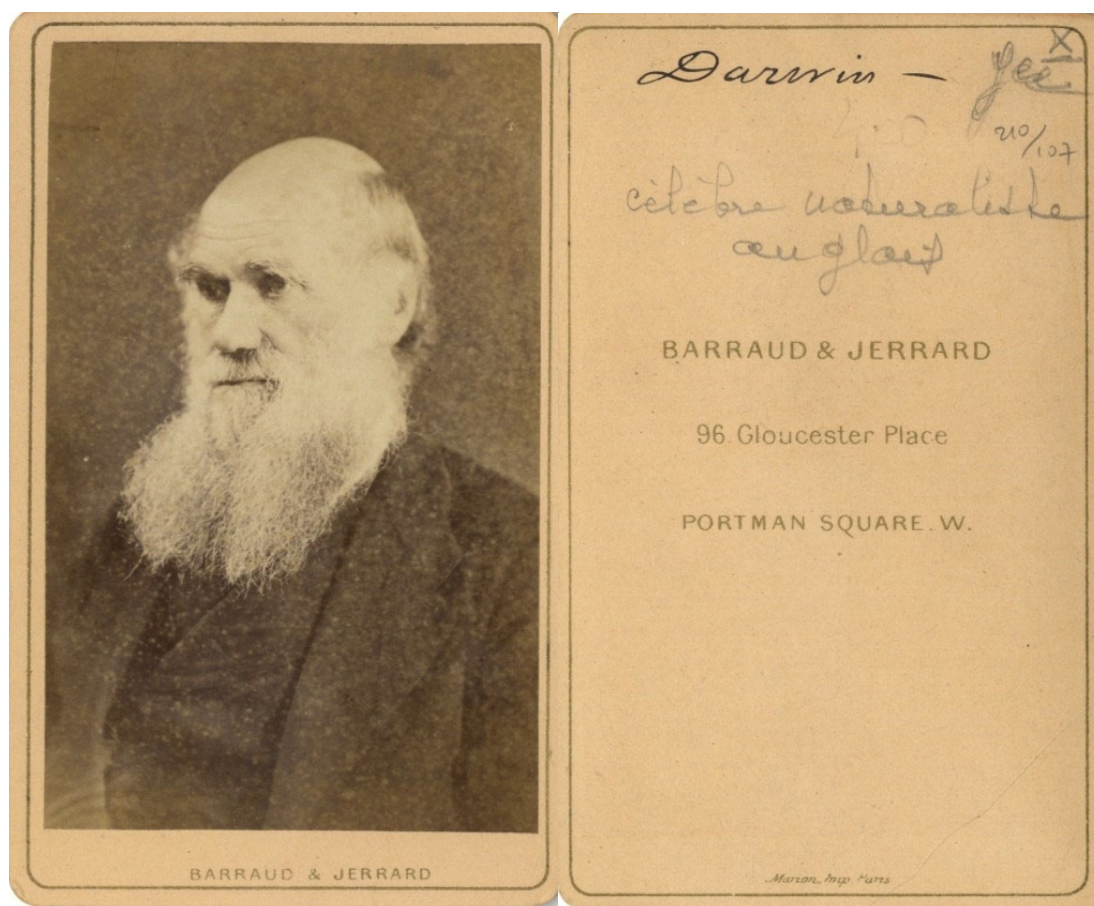 BARRAUD & JERRARD
Darwin –
X
210/107
célèbre naturaliste
anglais
BARRAUD & JERRARD
96. Gloucester Place
PORTMAN SQUARE. W.
Marion, Imp. Paris